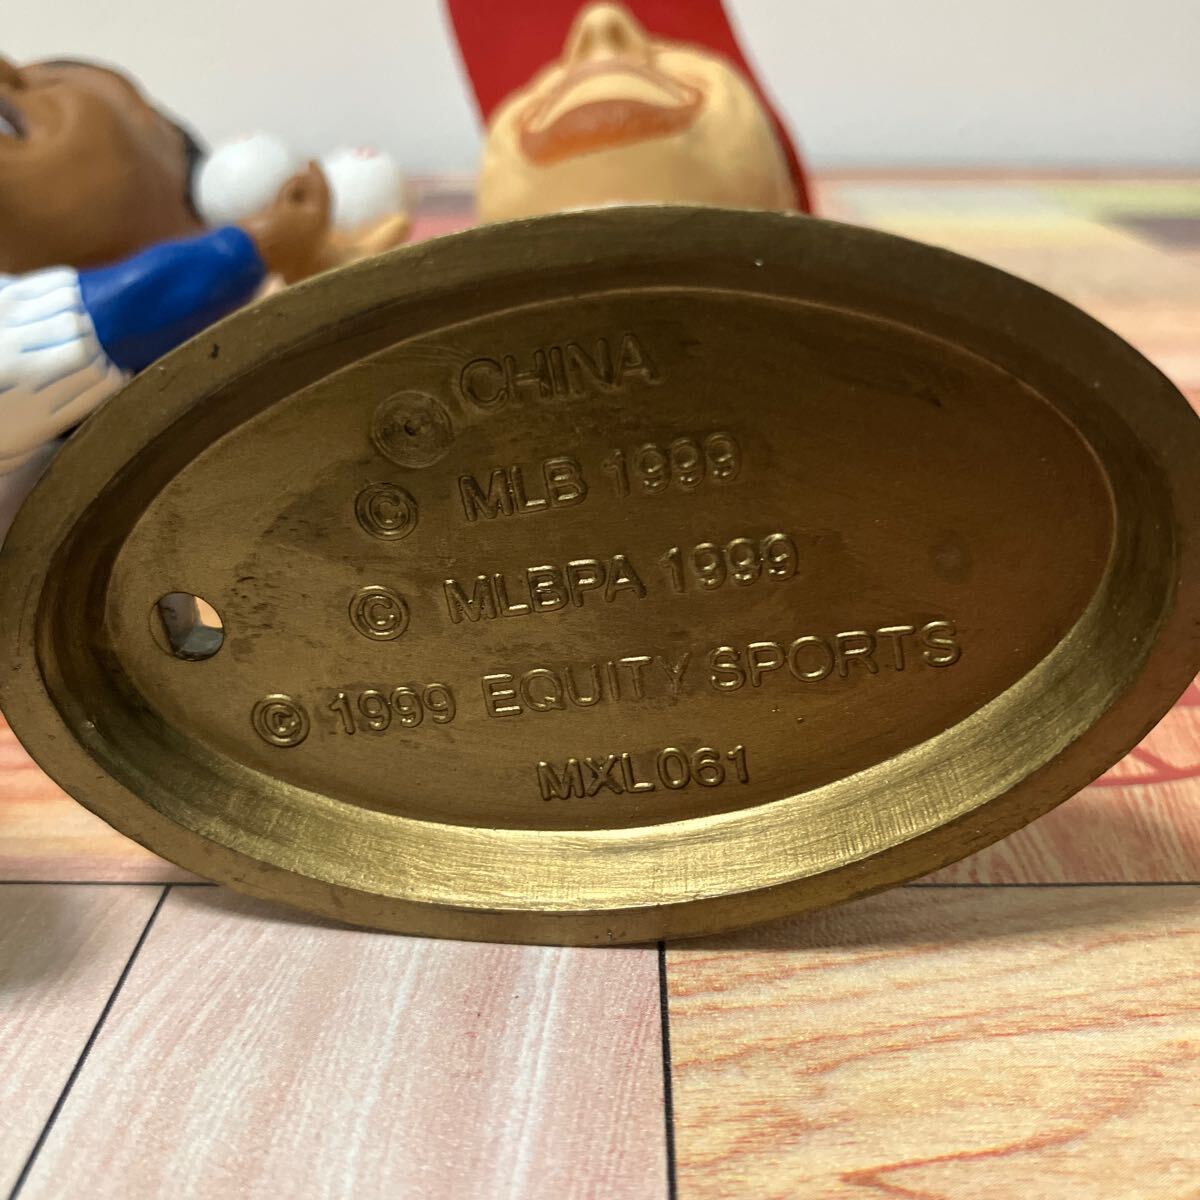 CHINA
© MLB 1999
© MLBPA 1999
© 1999 EQUITY SPORTS
MXL061